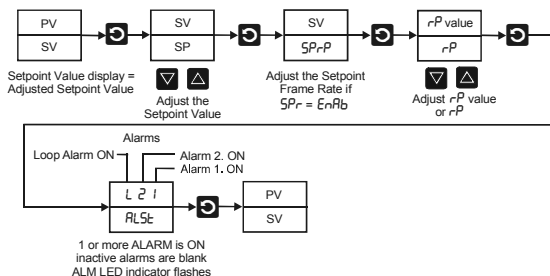 PV
SV
SV
SP
SV
SPrP
rP value
rP
Setpoint Value display =
Adjusted Setpoint Value
Adjust the
Setpoint Value
Adjust the Setpoint
Frame Rate if
SPr = EnAb
Adjust rP value
or rP
Alarms
Loop Alarm ON
Alarm 2. ON
Alarm 1. ON
L 2 1
ALSt
PV
SV
1 or more ALARM is ON
inactive alarms are blank
ALM LED indicator flashes